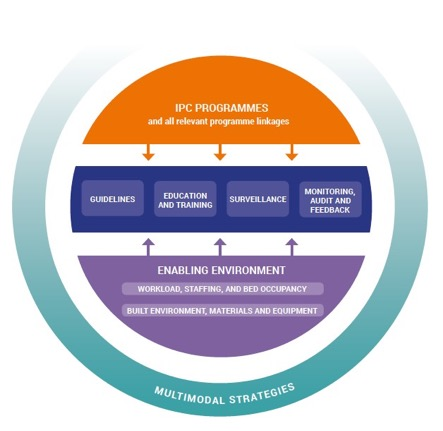 IPC PROGRAMMES
and all relevant programme linkages
GUIDELINES
EDUCATION
AND TRAINING
SURVEILLANCE
MONITORING,
AUDIT AND
FEEDBACK
ENABLING ENVIRONMENT
WORKLOAD, STAFFING, AND BED OCCUPANCY
BUILT ENVIRONMENT, MATERIALS AND EQUIPMENT
MULTIMODAL STRATEGIES